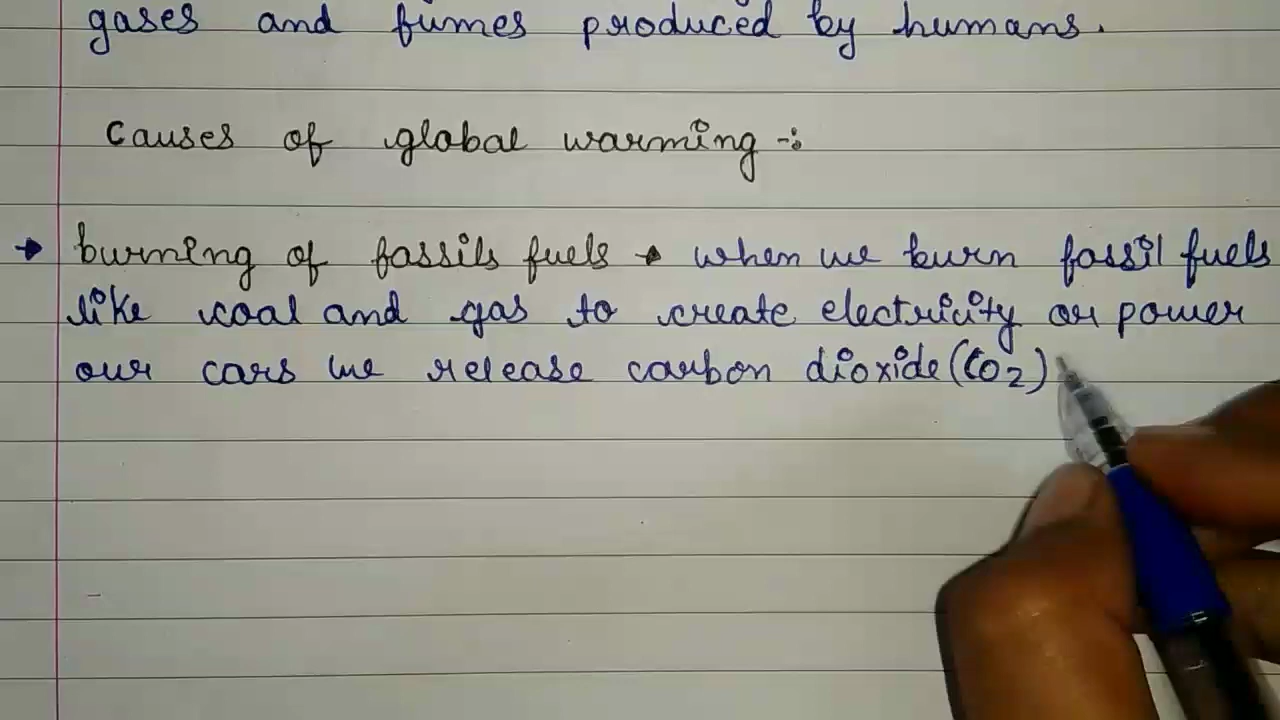 gases and fumes produced by humans.
Causes of global warming -:
→ burning of fossils fuels → when we burn fossil fuels
like coal and gas to create electricity or power
our cars we release carbon dioxide (CO2)